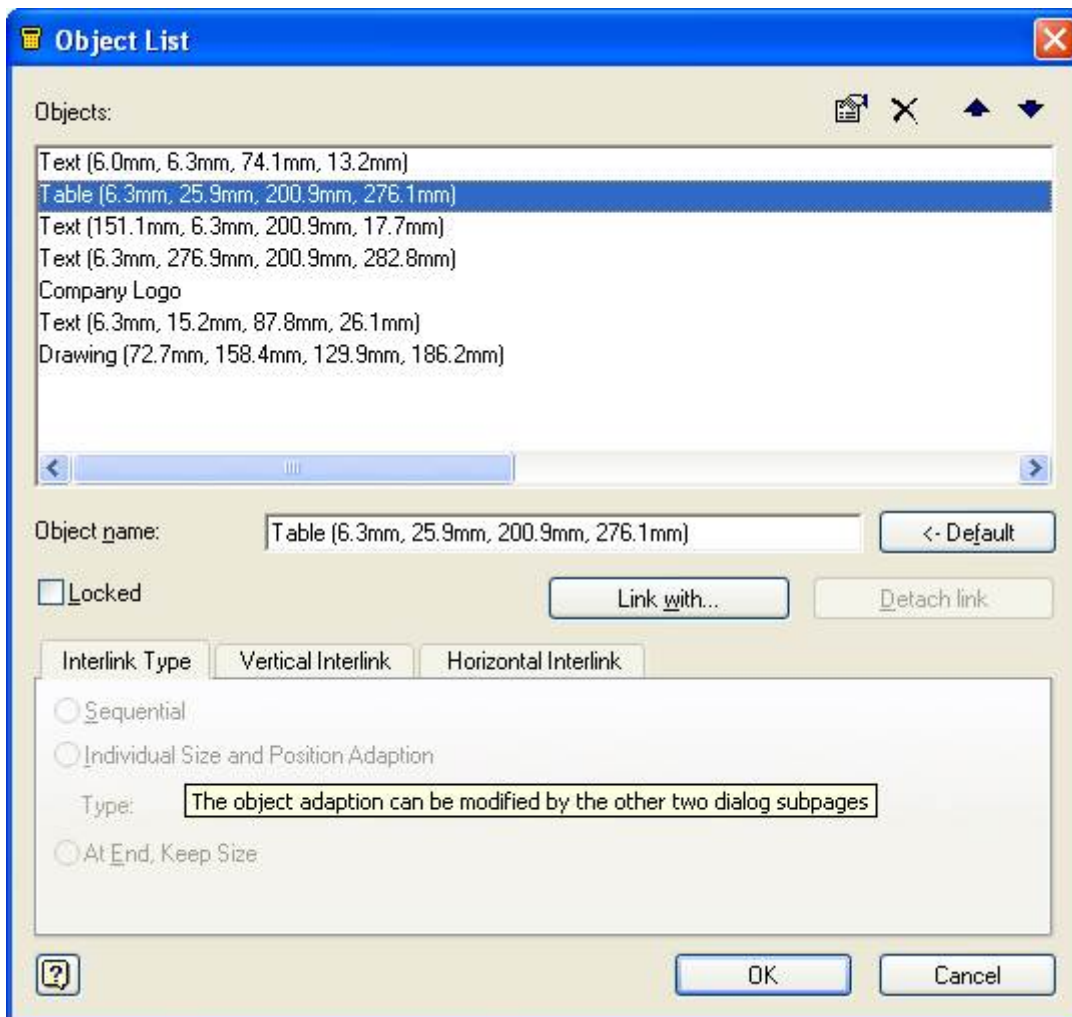 Object List
Objects:
Text (6.0mm, 6.3mm, 74.1mm, 13.2mm)
Table (6.3mm, 25.9mm, 200.9mm, 276.1mm)
Text (151.1mm, 6.3mm, 200.9mm, 17.7mm)
Text (6.3mm, 276.9mm, 200.9mm, 282.8mm)
Company Logo
Text (6.3mm, 15.2mm, 87.8mm, 26.1mm)
Drawing (72.7mm, 158.4mm, 129.9mm, 186.2mm)
Object name: Table (6.3mm, 25.9mm, 200.9mm, 276.1mm) <- Default
Locked Link with... Detach link
Interlink Type Vertical Interlink Horizontal Interlink
Sequential
Individual Size and Position Adaption
Type: The object adaption can be modified by the other two dialog subpages
At End, Keep Size
? OK Cancel